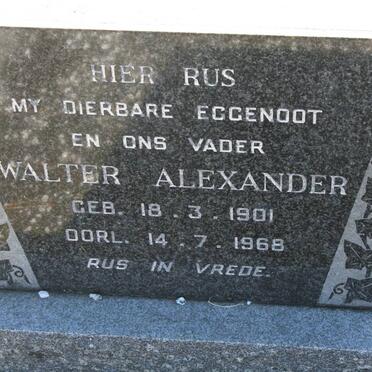 HIER RUS
MY DIERBARE EGGENOOT
EN ONS VADER
WALTER ALEXANDER
GEB. 18.3.1901
OORL. 14.7.1968
RUS IN VREDE.